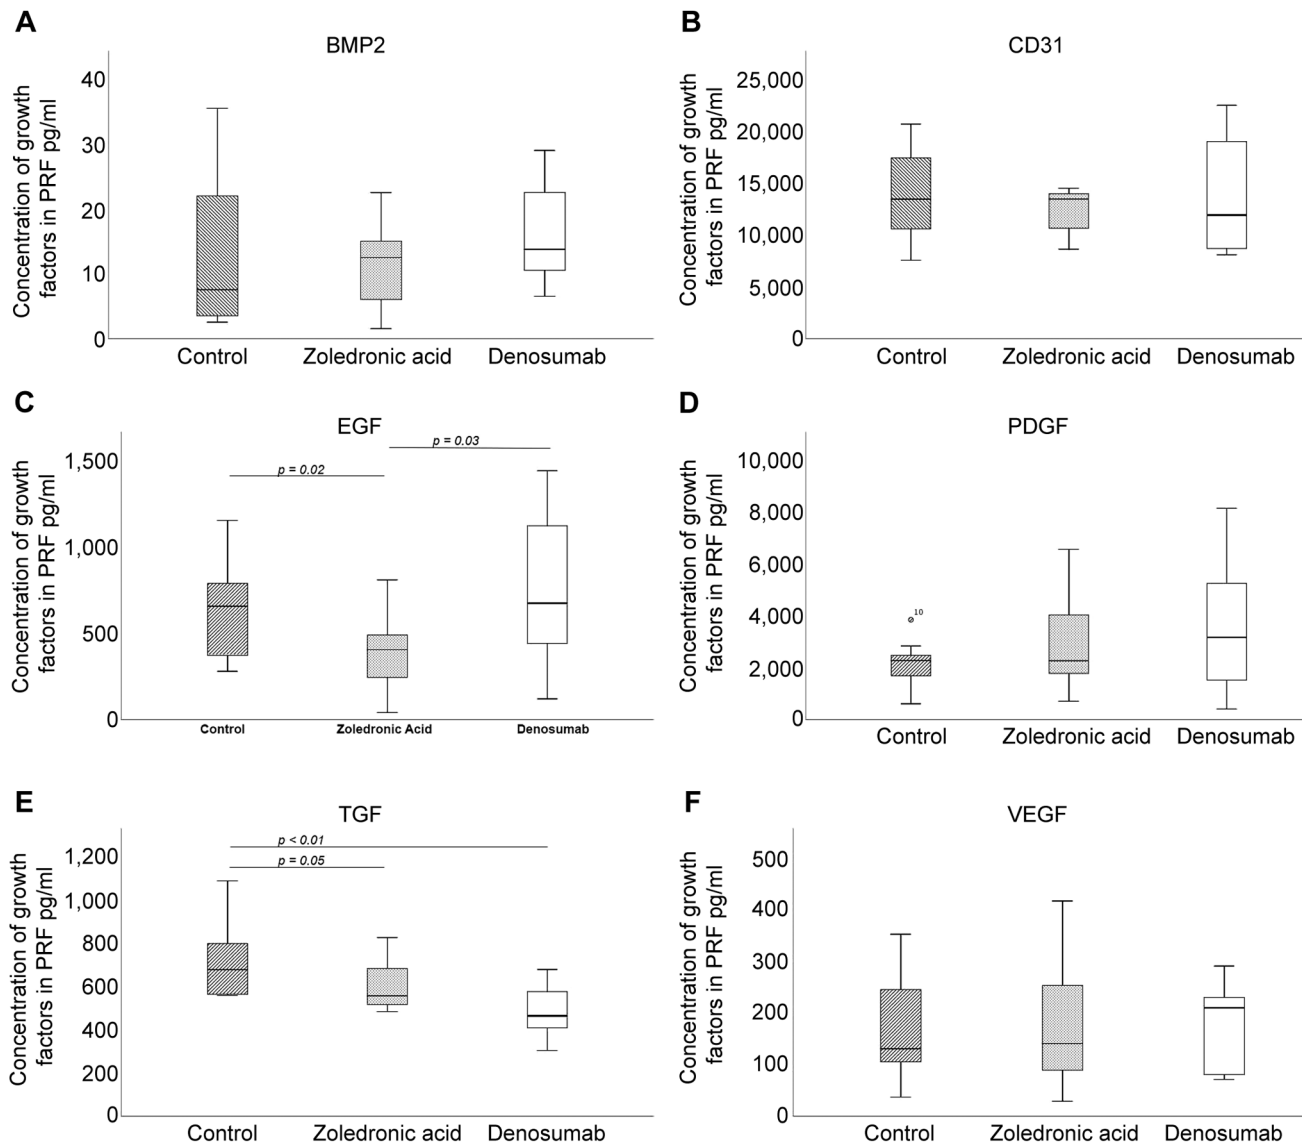 A
BMP2
Concentration of growth
factors in PRF pg/ml
40
30
20
10
0
Control
Zoledronic acid
Denosumab
B
CD31
Concentration of growth
factors in PRF pg/ml
25,000
20,000
15,000
10,000
5,000
0
Control
Zoledronic acid
Denosumab
C
EGF
Concentration of growth
factors in PRF pg/ml
1,500
1,000
500
0
p = 0.02
p = 0.03
Control
Zoledronic Acid
Denosumab
D
PDGF
Concentration of growth
factors in PRF pg/ml
10,000
8,000
6,000
4,000
2,000
0
10
Control
Zoledronic acid
Denosumab
E
TGF
Concentration of growth
factors in PRF pg/ml
1,200
1,000
800
600
400
200
0
p < 0.01
p = 0.05
Control
Zoledronic acid
Denosumab
F
VEGF
Concentration of growth
factors in PRF pg/ml
500
400
300
200
100
0
Control
Zoledronic acid
Denosumab